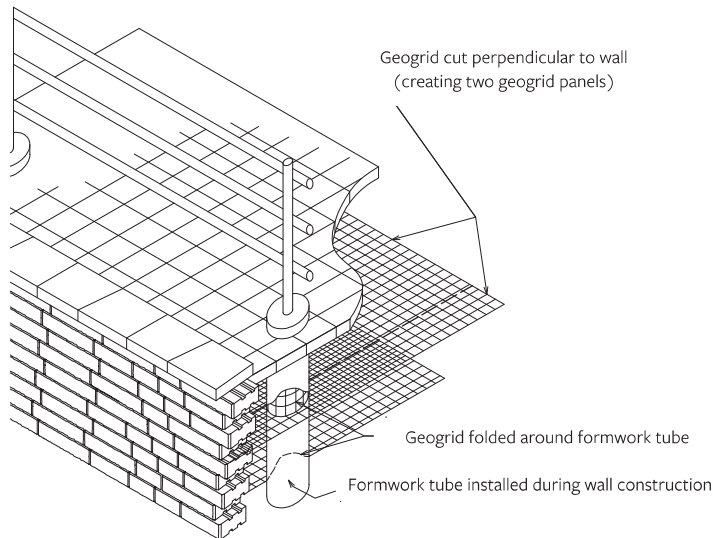 Geogrid cut perpendicular to wall
(creating two geogrid panels)
Geogrid folded around formwork tube
Formwork tube installed during wall construction